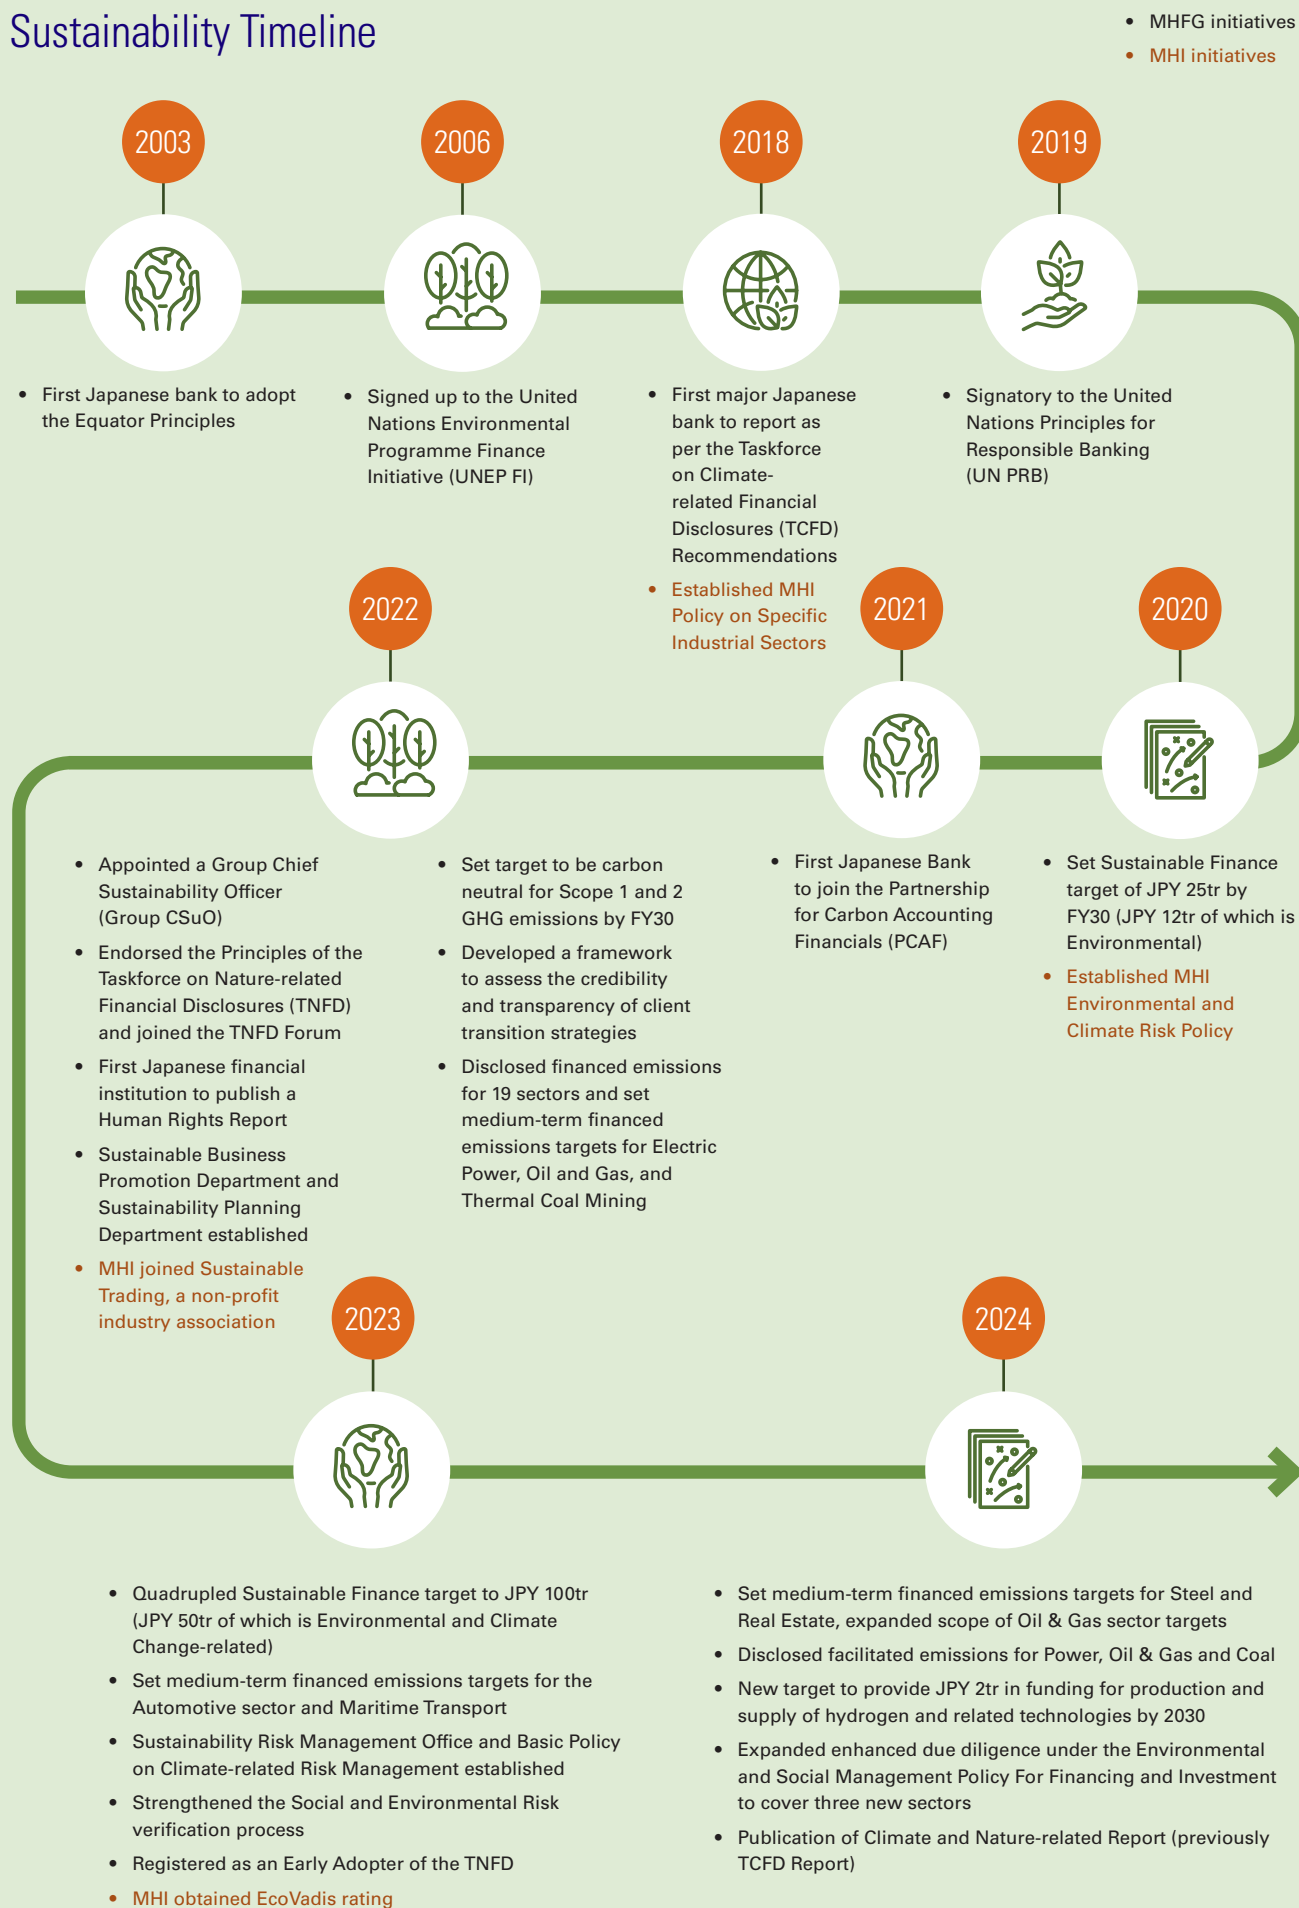 Sustainability Timeline
• MHFG initiatives
• MHI initiatives
2003
• First Japanese bank to adopt
the Equator Principles
2006
• Signed up to the United
Nations Environmental
Programme Finance
Initiative (UNEP FI)
2018
• First major Japanese
bank to report as
per the Taskforce
on Climate-
related Financial
Disclosures (TCFD)
Recommendations
• Established MHI
Policy on Specific
Industrial Sectors
2019
• Signatory to the United
Nations Principles for
Responsible Banking
(UN PRB)
2020
• Set Sustainable Finance
target of JPY 25tr by
FY30 (JPY 12tr of which is
Environmental)
• Established MHI
Environmental and
Climate Risk Policy
2021
• First Japanese Bank
to join the Partnership
for Carbon Accounting
Financials (PCAF)
2022
• Appointed a Group Chief
Sustainability Officer
(Group CSuO)
• Endorsed the Principles of the
Taskforce on Nature-related
Financial Disclosures (TNFD)
and joined the TNFD Forum
• First Japanese financial
institution to publish a
Human Rights Report
• Sustainable Business
Promotion Department and
Sustainability Planning
Department established
• MHI joined Sustainable
Trading, a non-profit
industry association
• Set target to be carbon
neutral for Scope 1 and 2
GHG emissions by FY30
• Developed a framework
to assess the credibility
and transparency of client
transition strategies
• Disclosed financed emissions
for 19 sectors and set
medium-term financed
emissions targets for Electric
Power, Oil and Gas, and
Thermal Coal Mining
2023
• Quadrupled Sustainable Finance target to JPY 100tr
(JPY 50tr of which is Environmental and Climate
Change-related)
• Set medium-term financed emissions targets for the
Automotive sector and Maritime Transport
• Sustainability Risk Management Office and Basic Policy
on Climate-related Risk Management established
• Strengthened the Social and Environmental Risk
verification process
• Registered as an Early Adopter of the TNFD
• MHI obtained EcoVadis rating
2024
• Set medium-term financed emissions targets for Steel and
Real Estate, expanded scope of Oil & Gas sector targets
• Disclosed facilitated emissions for Power, Oil & Gas and Coal
• New target to provide JPY 2tr in funding for production and
supply of hydrogen and related technologies by 2030
• Expanded enhanced due diligence under the Environmental
and Social Management Policy For Financing and Investment
to cover three new sectors
• Publication of Climate and Nature-related Report (previously
TCFD Report)